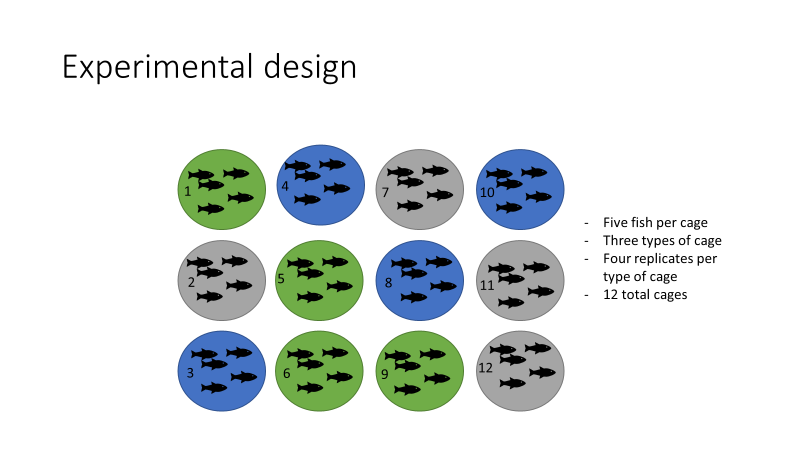 Experimental design
1
4
7
10
2
5
8
11
3
6
9
12
- Five fish per cage
- Three types of cage
- Four replicates per
type of cage
- 12 total cages